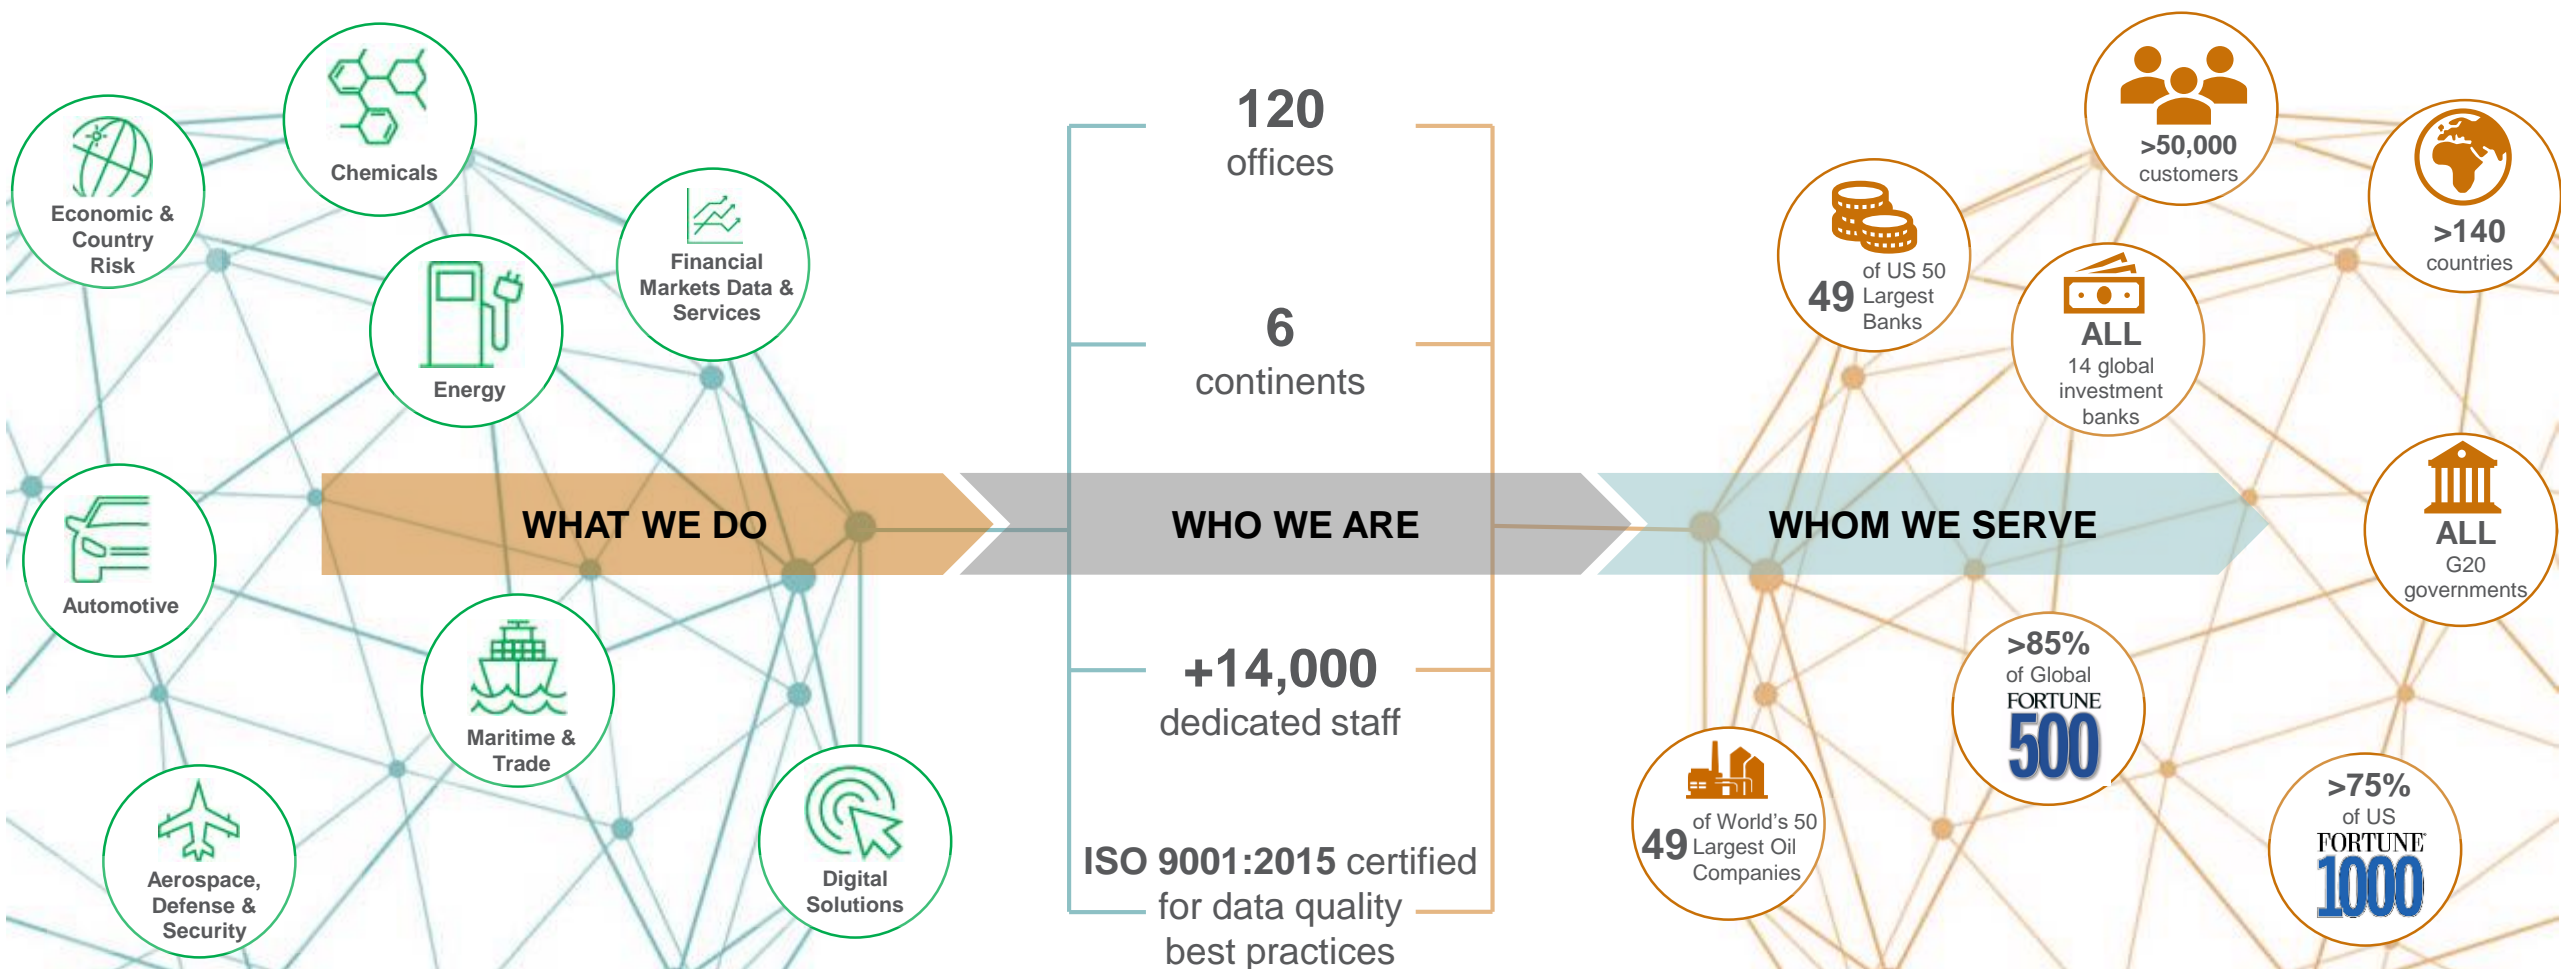 WHAT WE DO
Economic &
Country
Risk
Chemicals
Financial
Markets Data &
Services
Energy
Automotive
Maritime &
Trade
Aerospace,
Defense &
Security
Digital
Solutions
WHO WE ARE
120
offices
6
continents
+14,000
dedicated staff
ISO 9001:2015 certified
for data quality
best practices
WHOM WE SERVE
>50,000
customers
>140
countries
49 of US 50
Largest
Banks
ALL
14 global
investment
banks
ALL
G20
governments
>85%
of Global
FORTUNE
500
49 of World's 50
Largest Oil
Companies
>75%
of US
FORTUNE
1000